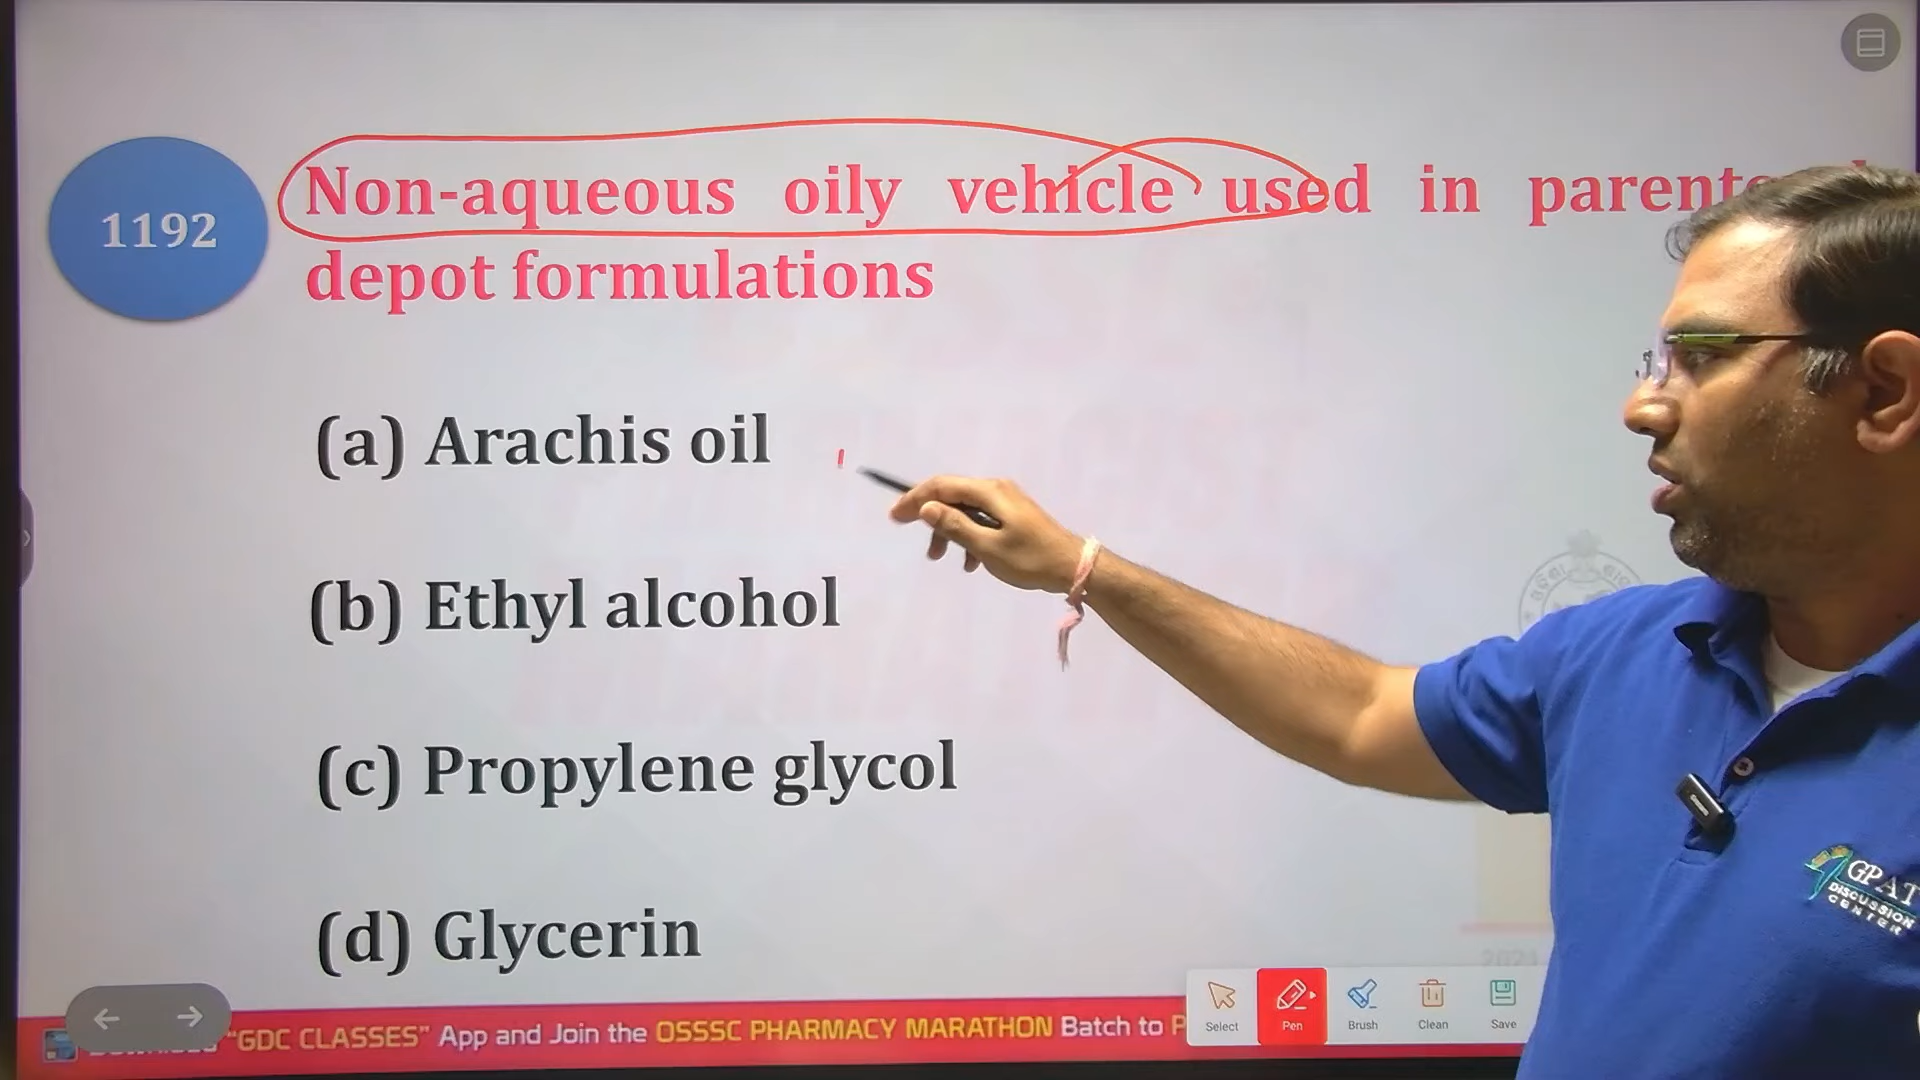 1192
Non-aqueous oily vehicle used in
depot formulations
(a) Arachis oil
(b) Ethyl alcohol
(c) Propylene glycol
(d) Glycerin
GPAT
DISCUSSION
CENTER
2021
Select Pen Brush Clean Save
"GDC CLASSES" App and Join the OSSSC PHARMACY MARATHON Batch to